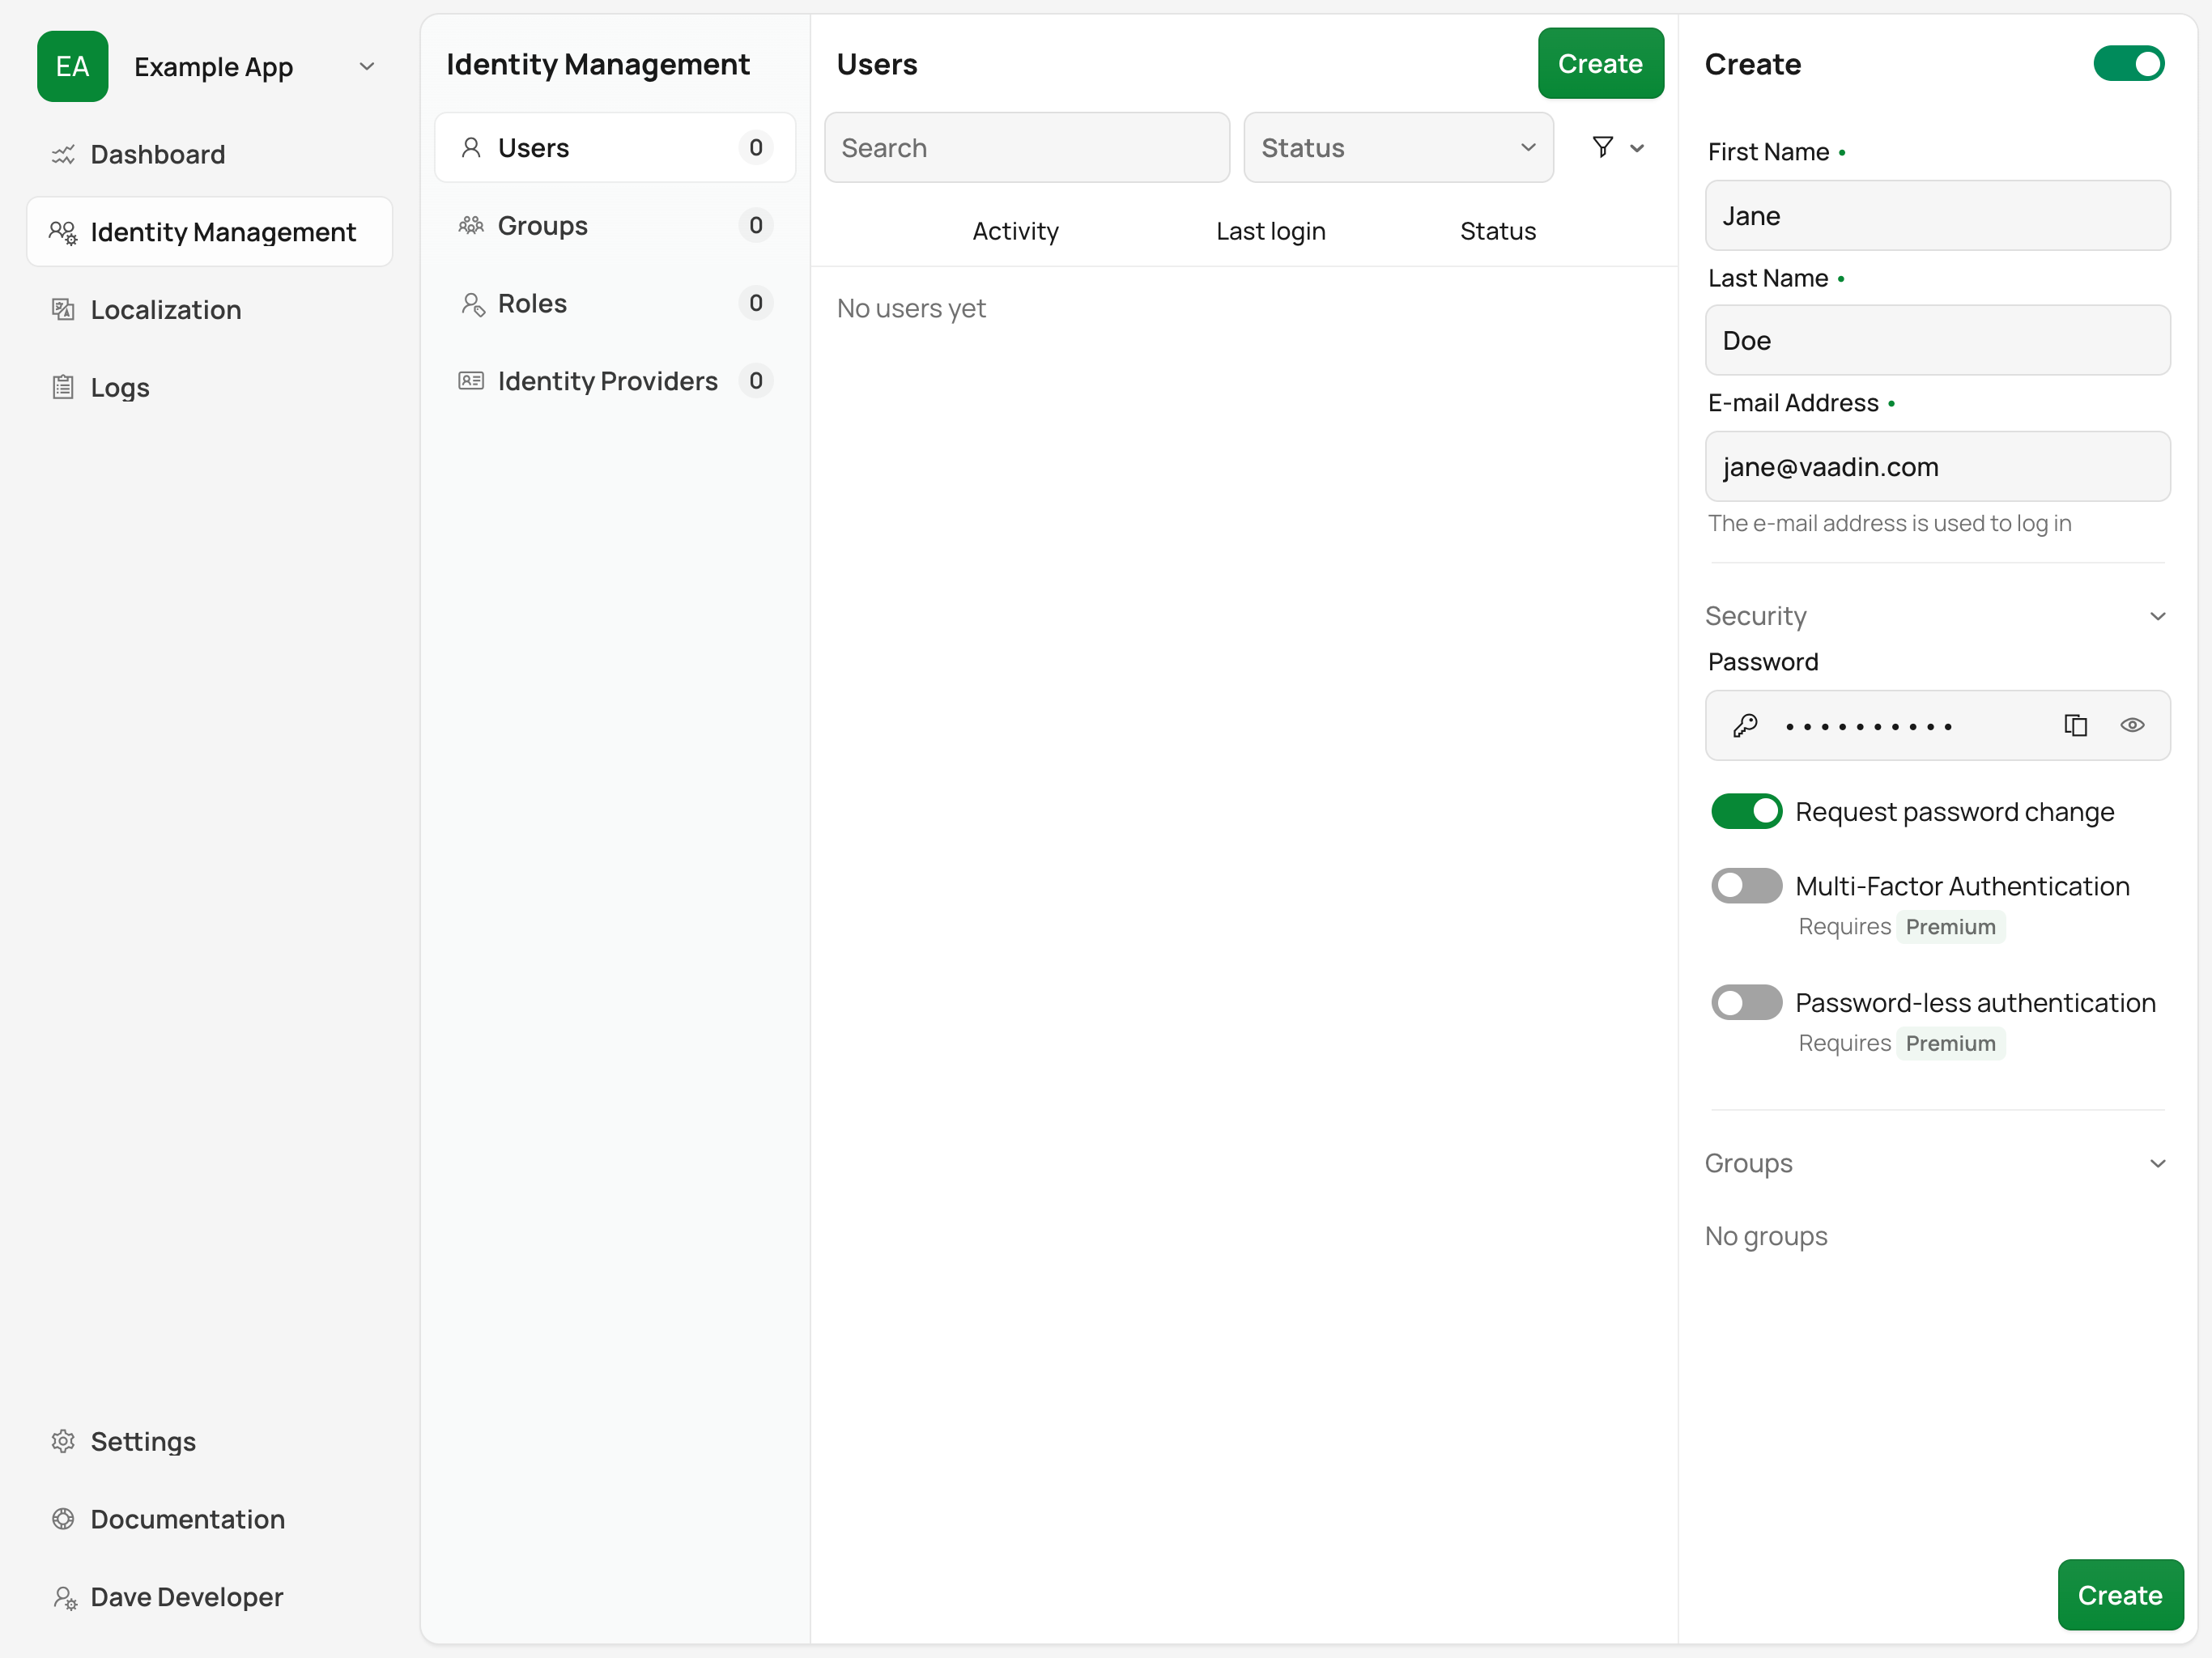 EA
Example App
Dashboard
Identity Management
Localization
Logs
Settings
Documentation
Dave Developer
Identity Management
Users 0
Groups 0
Roles 0
Identity Providers 0
Users
Create
Search
Status
Activity Last login Status
No users yet
Create
First Name •
Jane
Last Name •
Doe
E-mail Address •
jane@vaadin.com
The e-mail address is used to log in
Security
Password
••••••••••
Request password change
Multi-Factor Authentication
Requires Premium
Password-less authentication
Requires Premium
Groups
No groups
Create